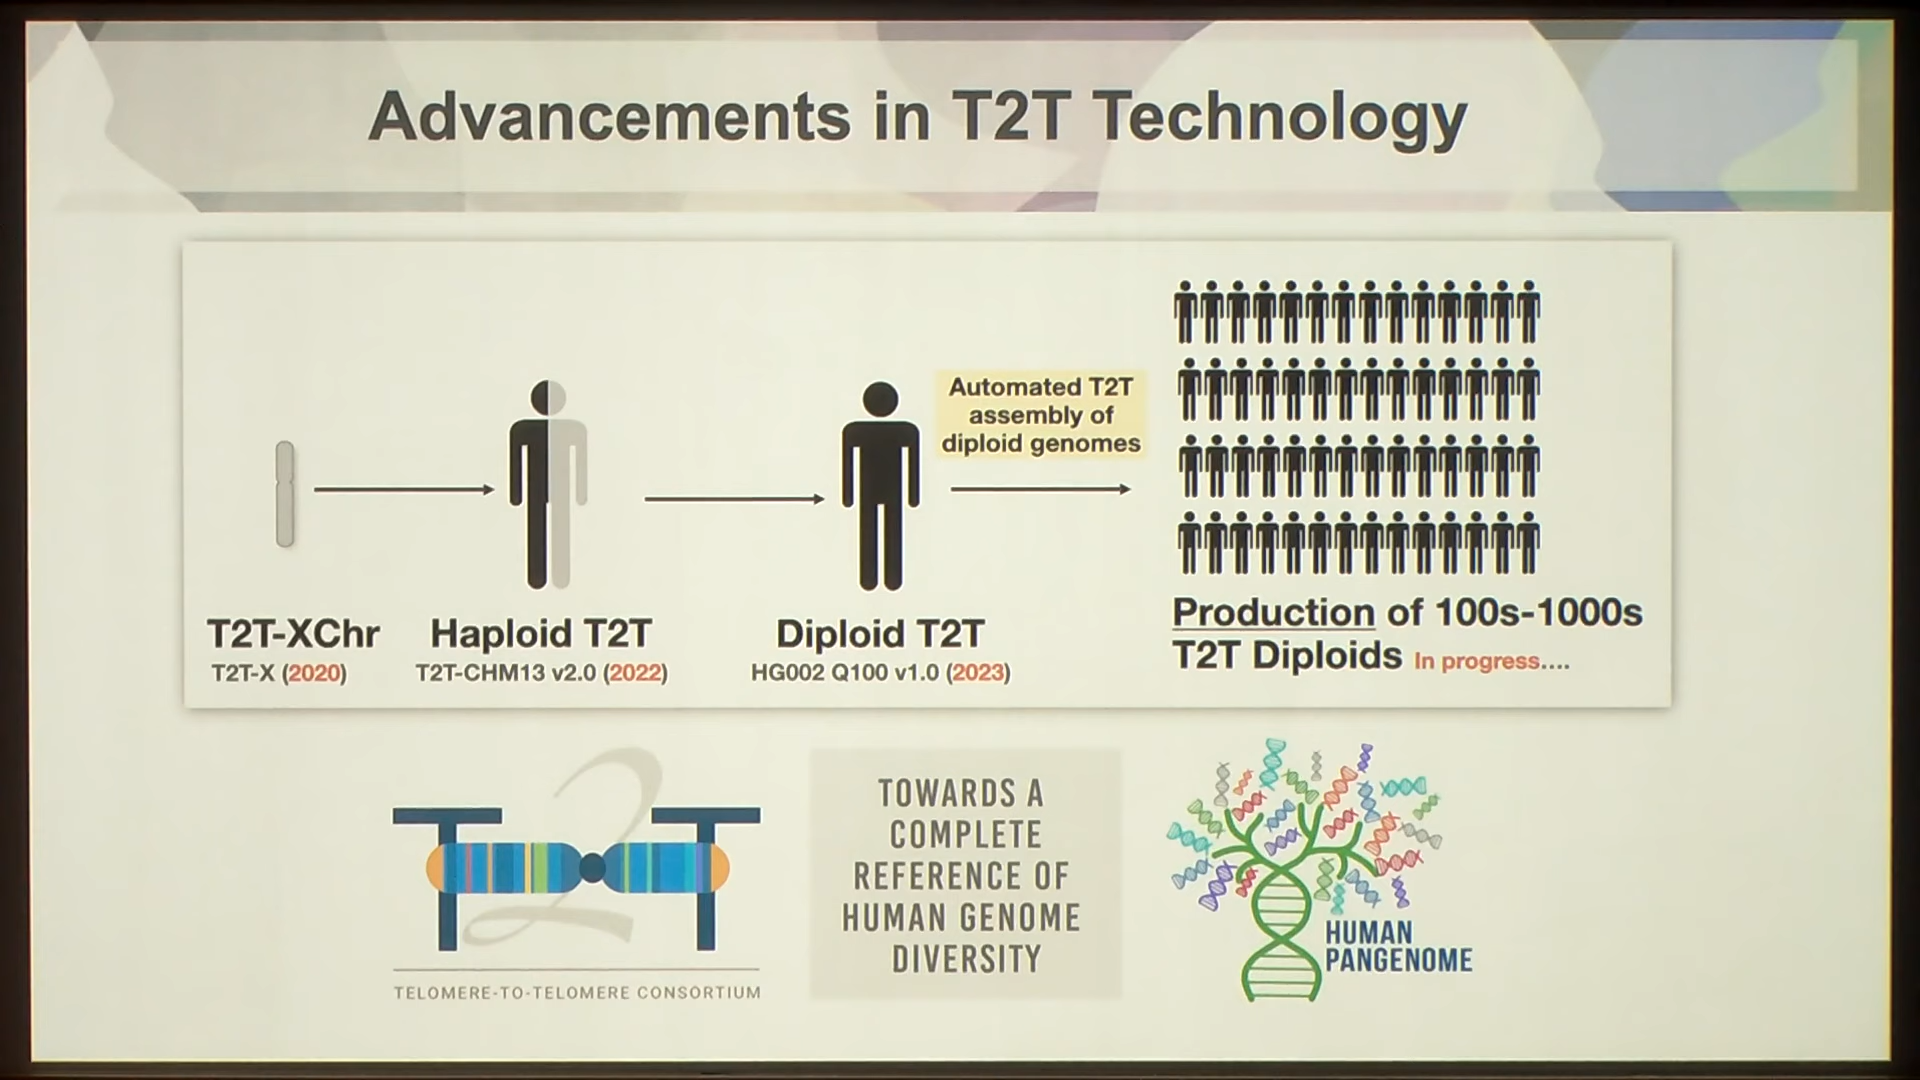 Advancements in T2T Technology
Automated T2T
assembly of
diploid genomes
T2T-XChr
T2T-X (2020)
Haploid T2T
T2T-CHM13 v2.0 (2022)
Diploid T2T
HG002 Q100 v1.0 (2023)
Production of 100s-1000s
T2T Diploids In progress....
T2T
TELOMERE-TO-TELOMERE CONSORTIUM
TOWARDS A
COMPLETE
REFERENCE OF
HUMAN GENOME
DIVERSITY
HUMAN
PANGENOME